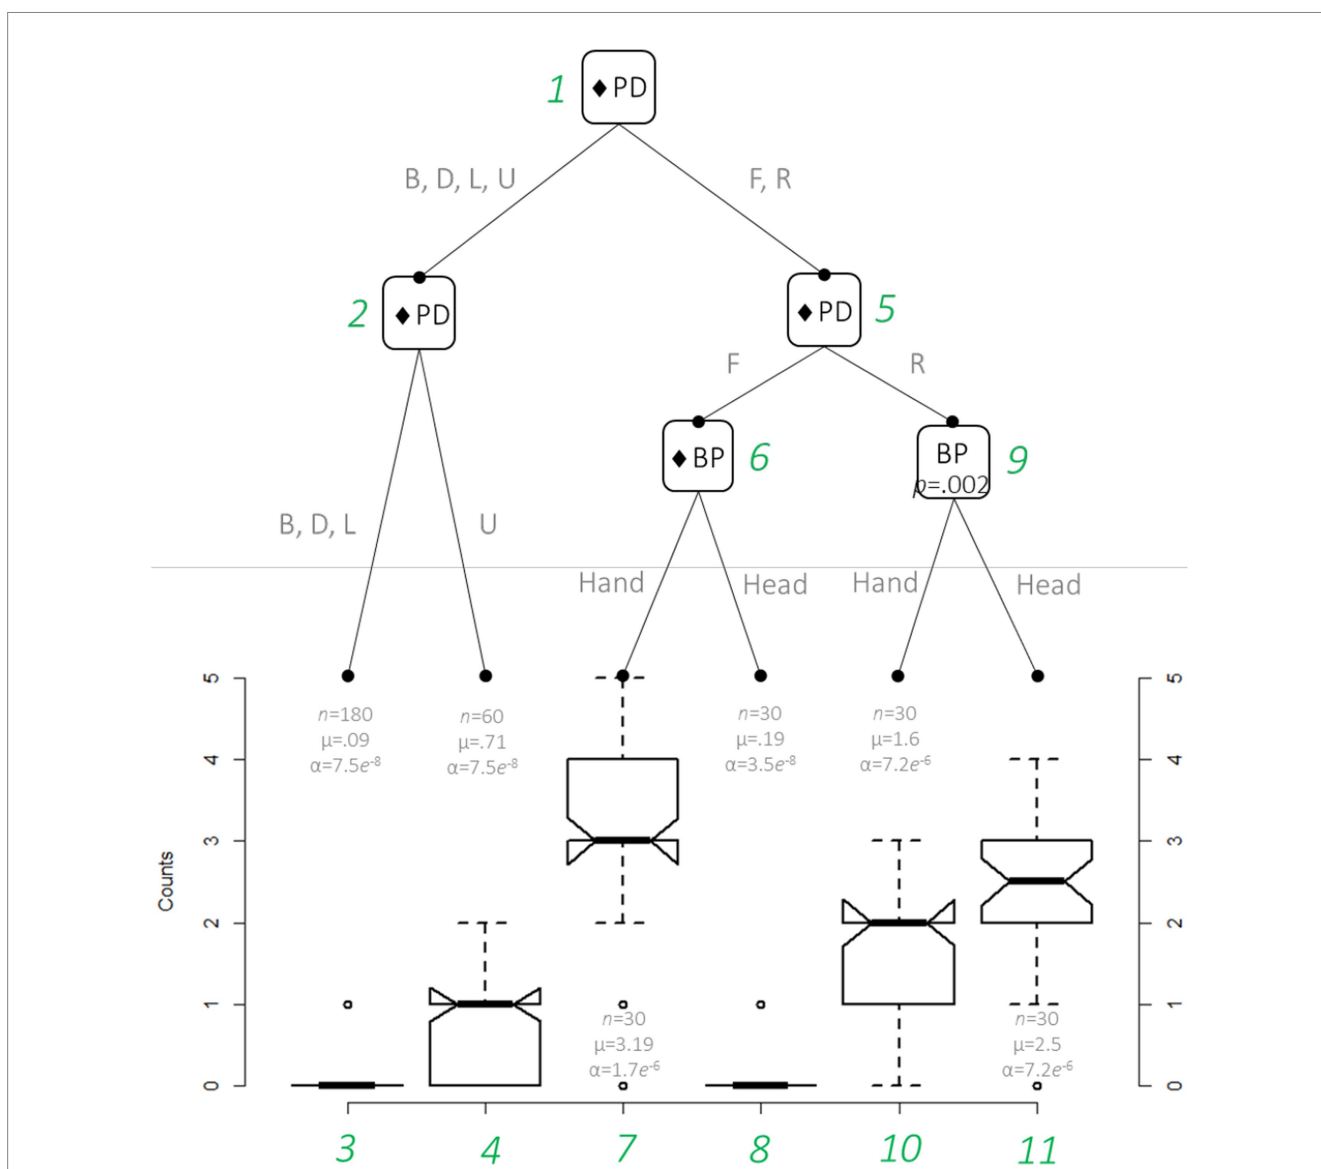 1 ♦ PD
B, D, L, U
F, R
2 ♦ PD
♦ PD 5
F
R
♦ BP 6
BP 9
p=.002
B, D, L
U
Hand
Head
Hand
Head
5
4
3
2
1
0
Counts
n=180
μ=.09
α=7.5e-8
n=60
μ=.71
α=7.5e-8
n=30
μ=3.19
α=1.7e-6
n=30
μ=.19
α=3.5e-8
n=30
μ=1.6
α=7.2e-6
n=30
μ=2.5
α=7.2e-6
5
4
3
2
1
0
3
4
7
8
10
11